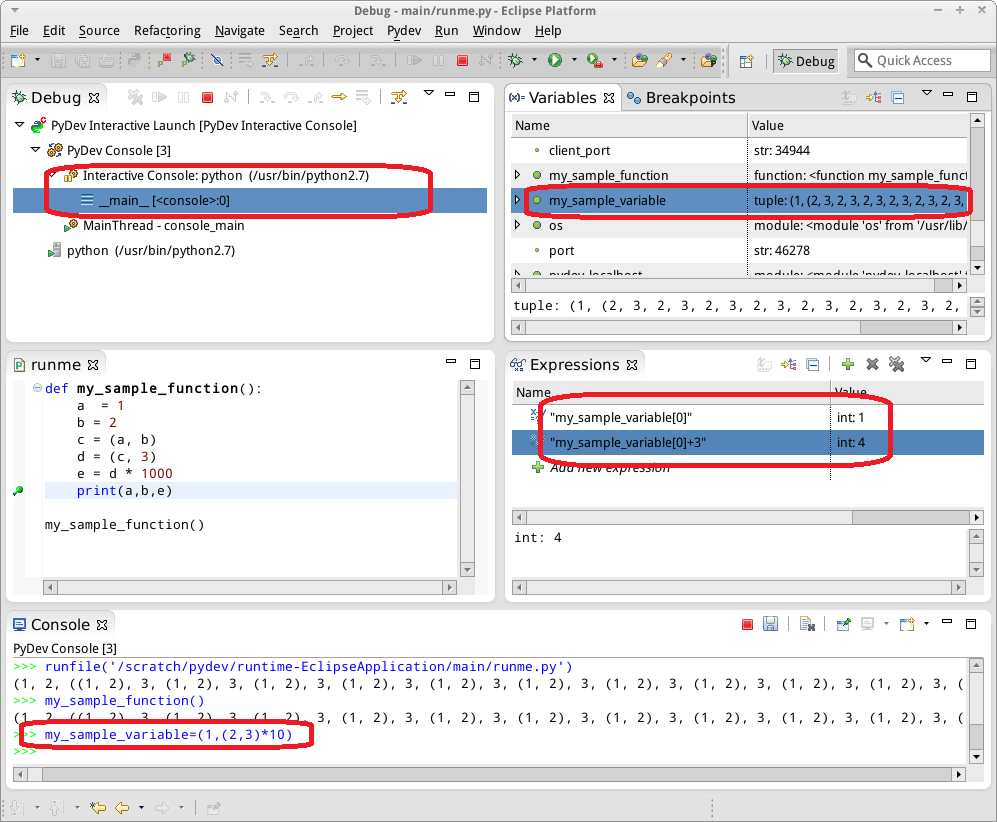 Debug - main/runme.py - Eclipse Platform
File Edit Source Refactoring Navigate Search Project Pydev Run Window Help
Debug
Quick Access
Debug
PyDev Interactive Launch [PyDev Interactive Console]
PyDev Console [3]
Interactive Console: python (/usr/bin/python2.7)
__main__ [<console>:0]
MainThread - console_main
python (/usr/bin/python2.7)
(x)= Variables Breakpoints
Name Value
client_port str: 34944
my_sample_function function: <function my_sample_funct
my_sample_variable tuple: (1, (2, 3, 2, 3, 2, 3, 2, 3, 2, 3, 2, 3,
os module: <module 'os' from '/usr/lib/
port str: 46278
pydev_localhost module: <module 'pydev_localhost'
tuple: (1, (2, 3, 2, 3, 2, 3, 2, 3, 2, 3, 2, 3, 2, 3, 2,
runme
def my_sample_function():
a  = 1
b = 2
c = (a, b)
d = (c, 3)
e = d * 1000
print(a,b,e)
my_sample_function()
Expressions
Name Value
"my_sample_variable[0]" int: 1
"my_sample_variable[0]+3" int: 4
Add new expression
int: 4
Console
PyDev Console [3]
>>> runfile('/scratch/pydev/runtime-EclipseApplication/main/runme.py')
(1, 2, ((1, 2), 3, (1, 2), 3, (1, 2), 3, (1, 2), 3, (1, 2), 3, (1, 2), 3, (1, 2), 3, (1, 2), 3, (1, 2), 3, (1, 2), 3, (
>>> my_sample_function()
(1, 2, ((1, 2), 3, (1, 2), 3, (1, 2), 3, (1, 2), 3, (1, 2), 3, (1, 2), 3, (1, 2), 3, (1, 2), 3, (1, 2), 3, (1, 2), 3, (
>>> my_sample_variable=(1,(2,3)*10)
>>>